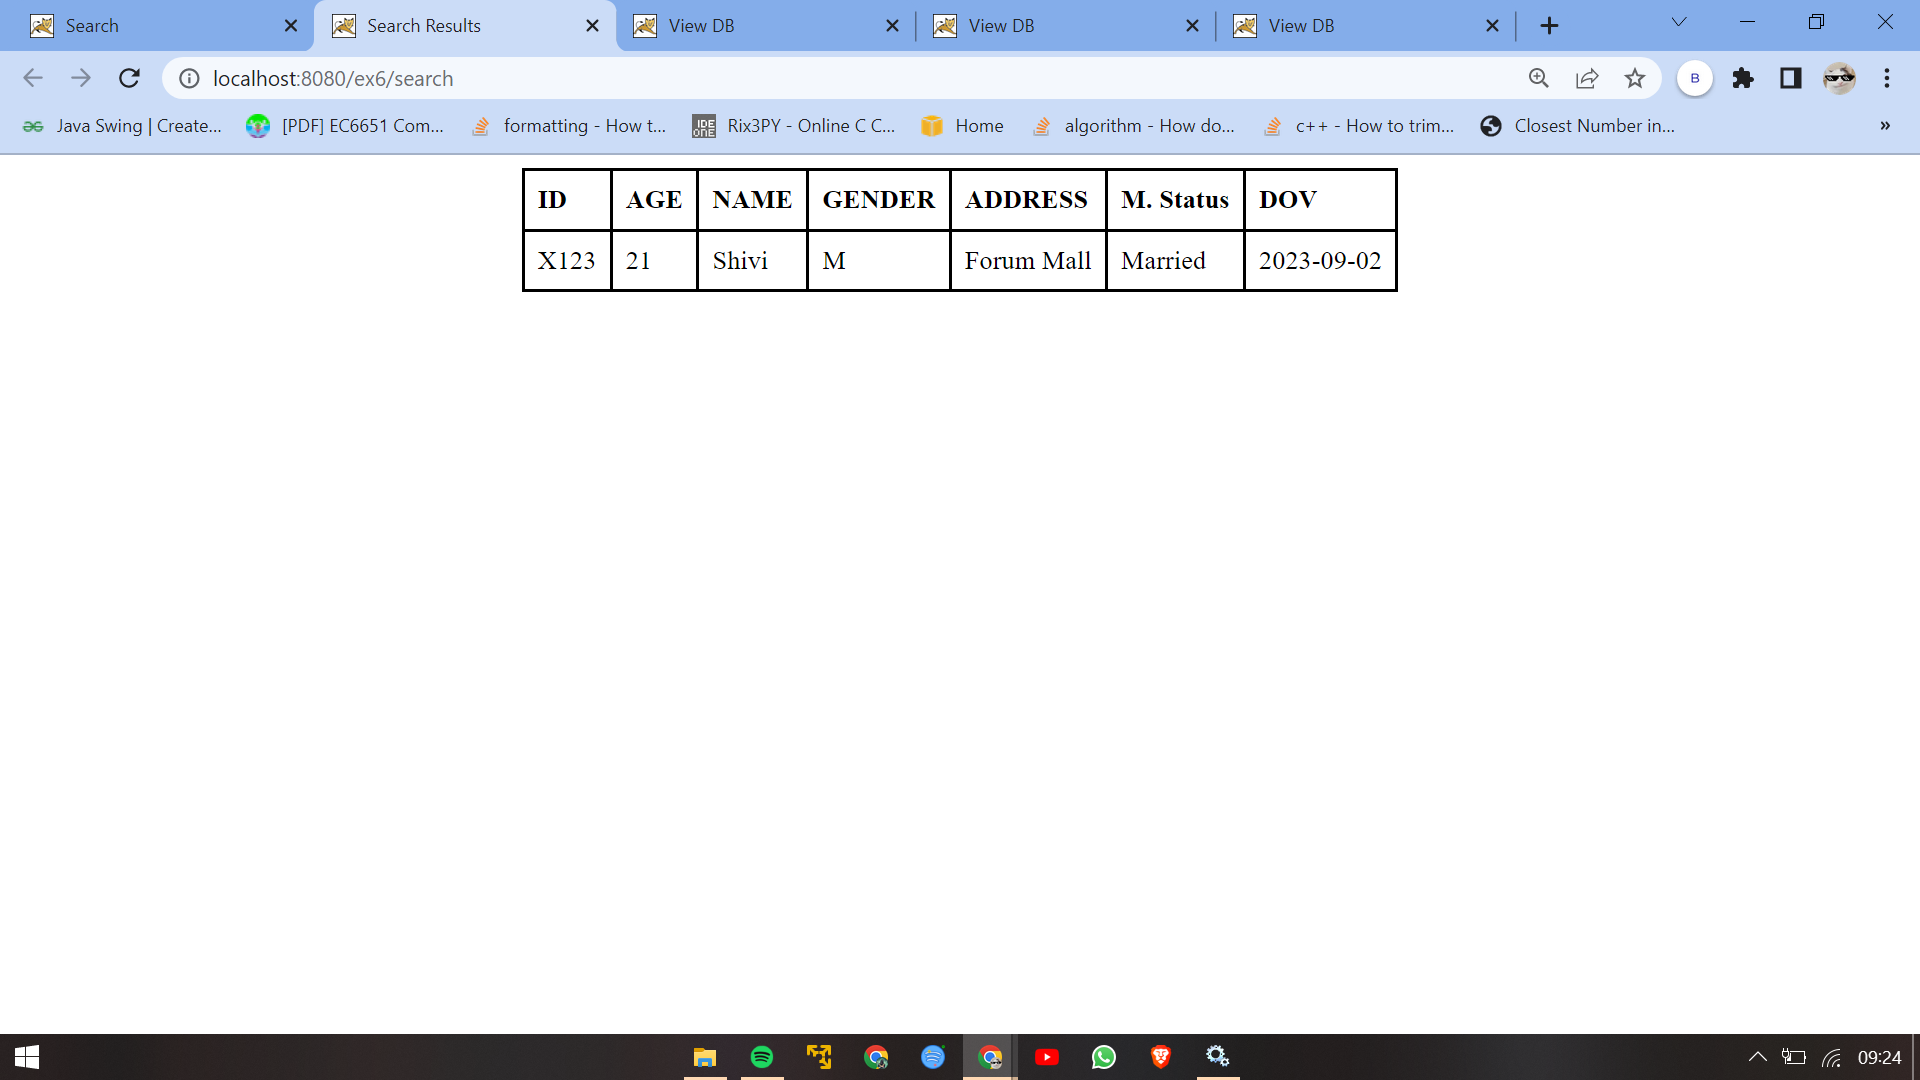 Search
Search Results
View DB
View DB
View DB
localhost:8080/ex6/search
B
Java Swing | Create...
[PDF] EC6651 Com...
formatting - How t...
IDE ONE
Rix3PY - Online C C...
Home
algorithm - How do...
c++ - How to trim...
Closest Number in...
»
ID AGE NAME GENDER ADDRESS M. Status DOV
X123 21 Shivi M Forum Mall Married 2023-09-02
09:24